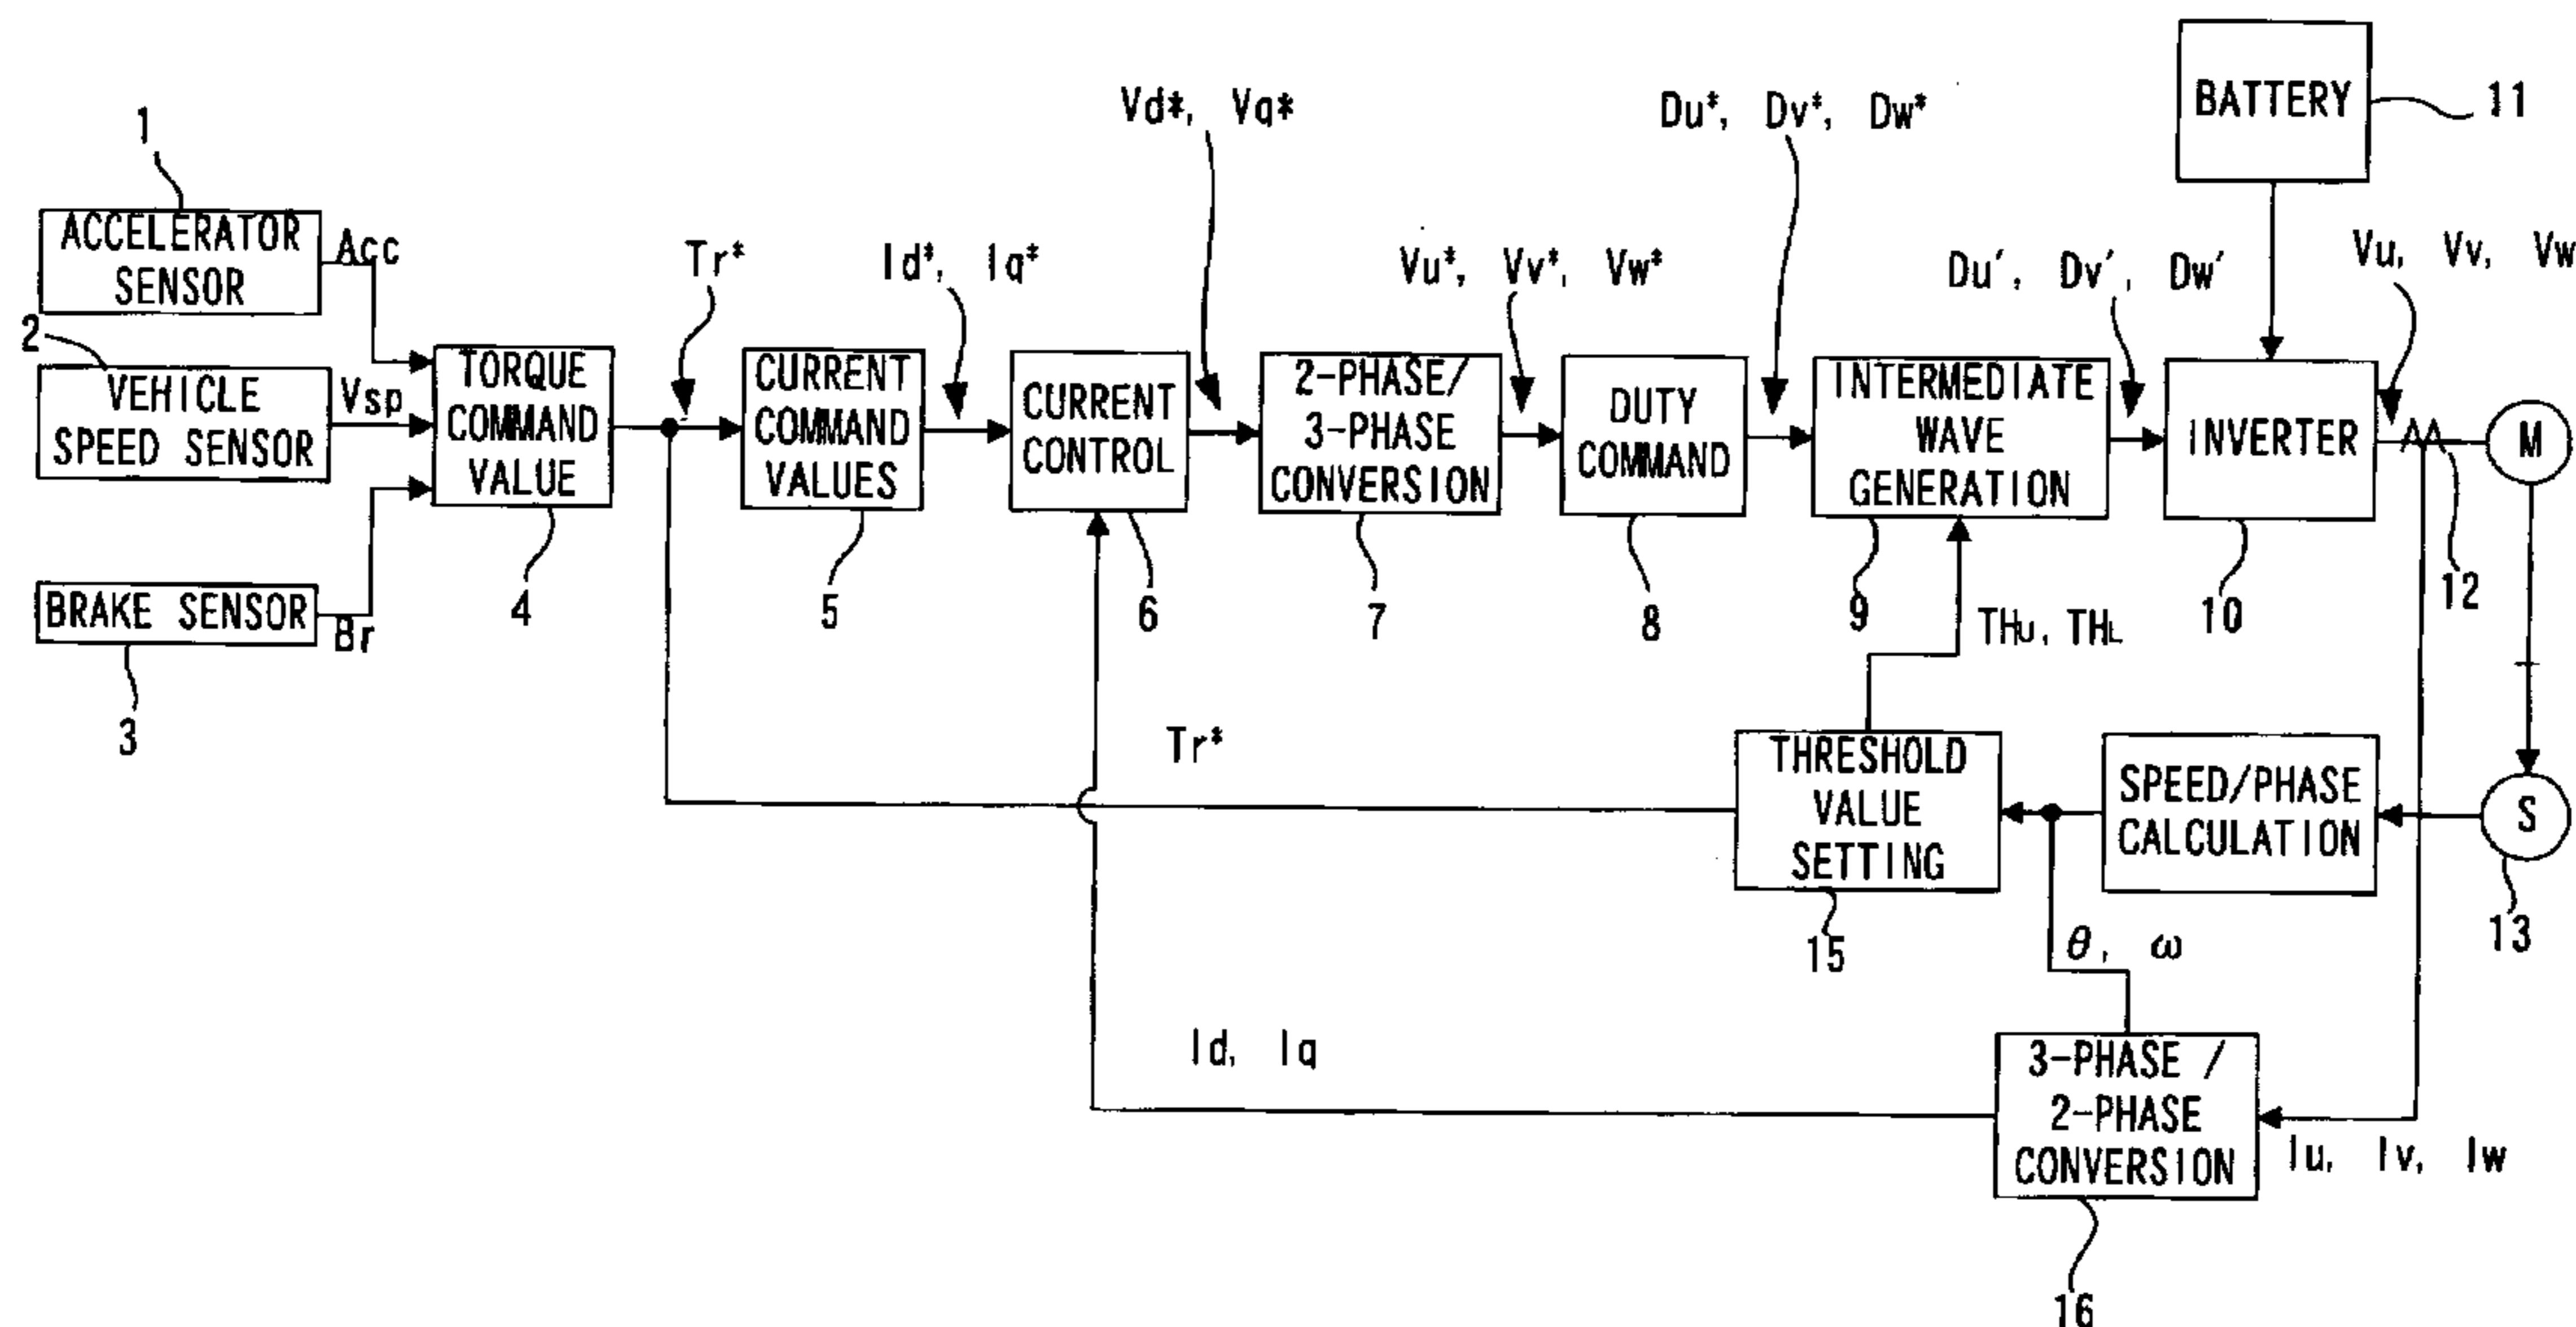 BATTERY
11
Vd*, Vq*
Du*, Dv*, Dw*
1
ACCELERATOR
SENSOR
Acc
Tr*
Id*, Iq*
Vu*, Vv*, Vw*
Du′, Dv′, Dw′
Vu, Vv, Vw
2
VEHICLE
SPEED SENSOR
Vsp
TORQUE
COMMAND
VALUE
CURRENT
COMMAND
VALUES
CURRENT
CONTROL
2-PHASE/
3-PHASE
CONVERSION
DUTY
COMMAND
INTERMEDIATE
WAVE
GENERATION
INVERTER
M
BRAKE SENSOR
Br
3
4
5
6
7
8
9
10
12
THU, THL
Tr*
THRESHOLD
VALUE
SETTING
SPEED/PHASE
CALCULATION
S
15
θ, ω
13
Id, Iq
3-PHASE /
2-PHASE
CONVERSION
Iu, Iv, Iw
16